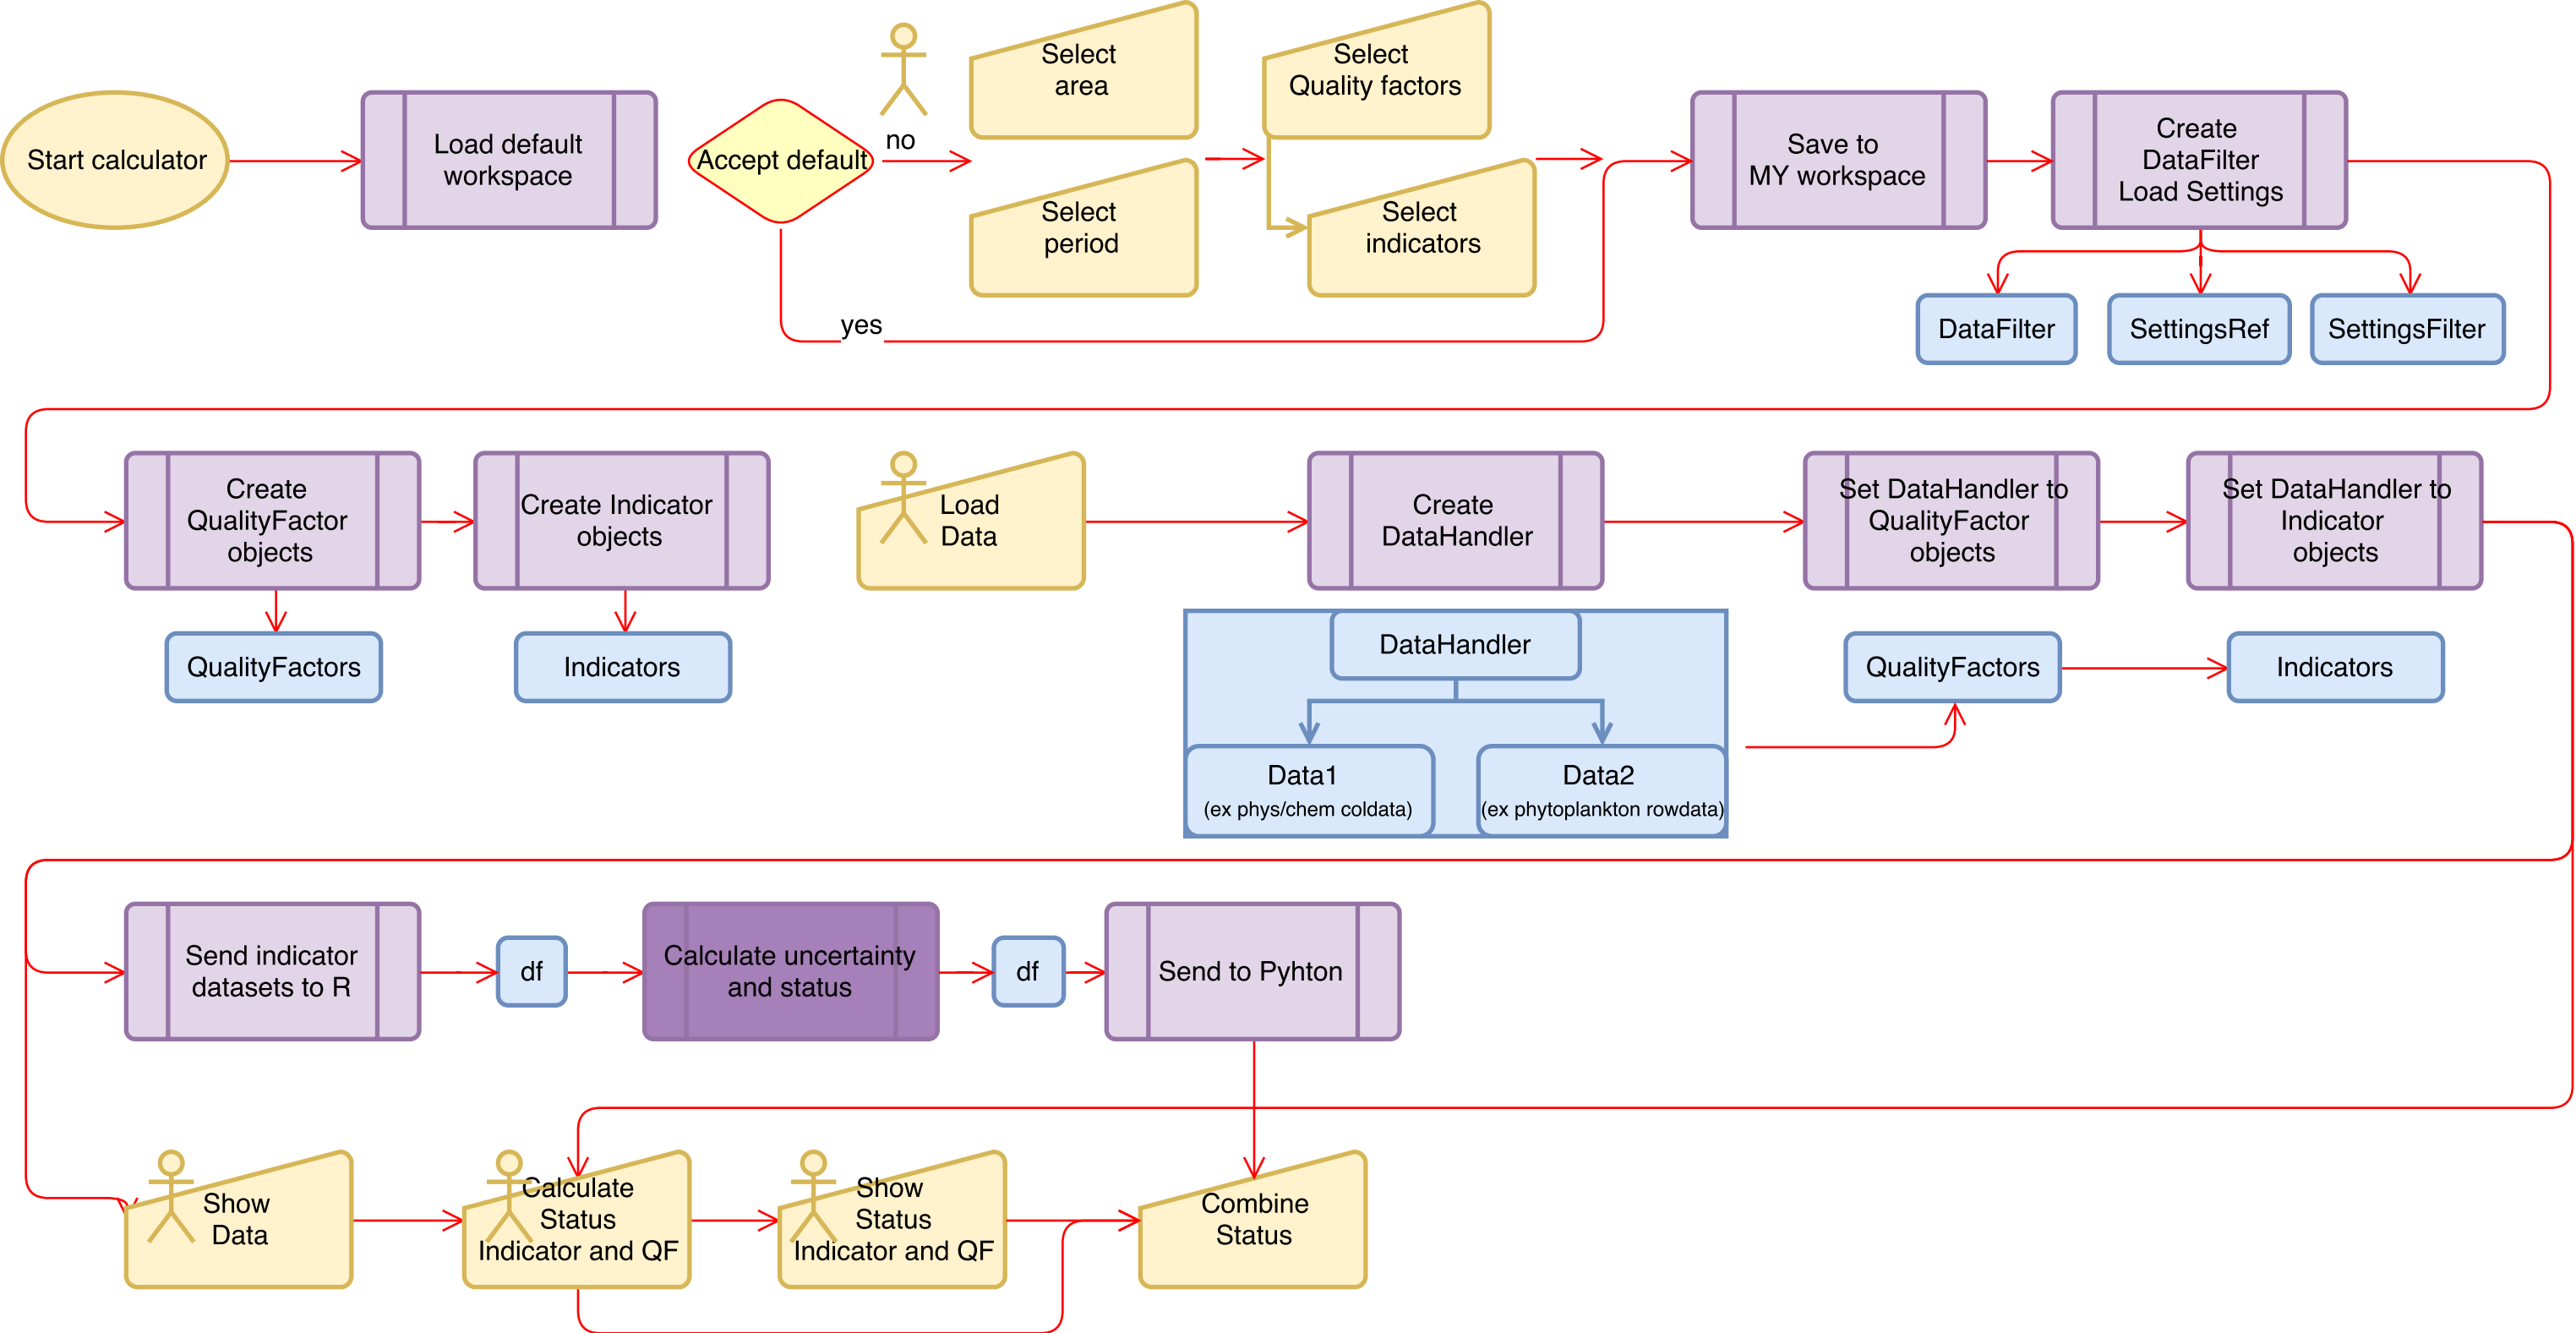 Start calculator
Load default
workspace
Accept default
no
yes
Select
area
Select
period
Select
Quality factors
Select
indicators
Save to
MY workspace
Create
DataFilter
Load Settings
DataFilter
SettingsRef
SettingsFilter
Create
QualityFactor
objects
Create Indicator
objects
QualityFactors
Indicators
Load
Data
Create
DataHandler
Set DataHandler to
QualityFactor
objects
Set DataHandler to
Indicator
objects
DataHandler
Data1
(ex phys/chem coldata)
Data2
(ex phytoplankton rowdata)
QualityFactors
Indicators
Send indicator
datasets to R
df
Calculate uncertainty
and status
df
Send to Pyhton
Show
Data
Calculate
Status
Indicator and QF
Show
Status
Indicator and QF
Combine
Status